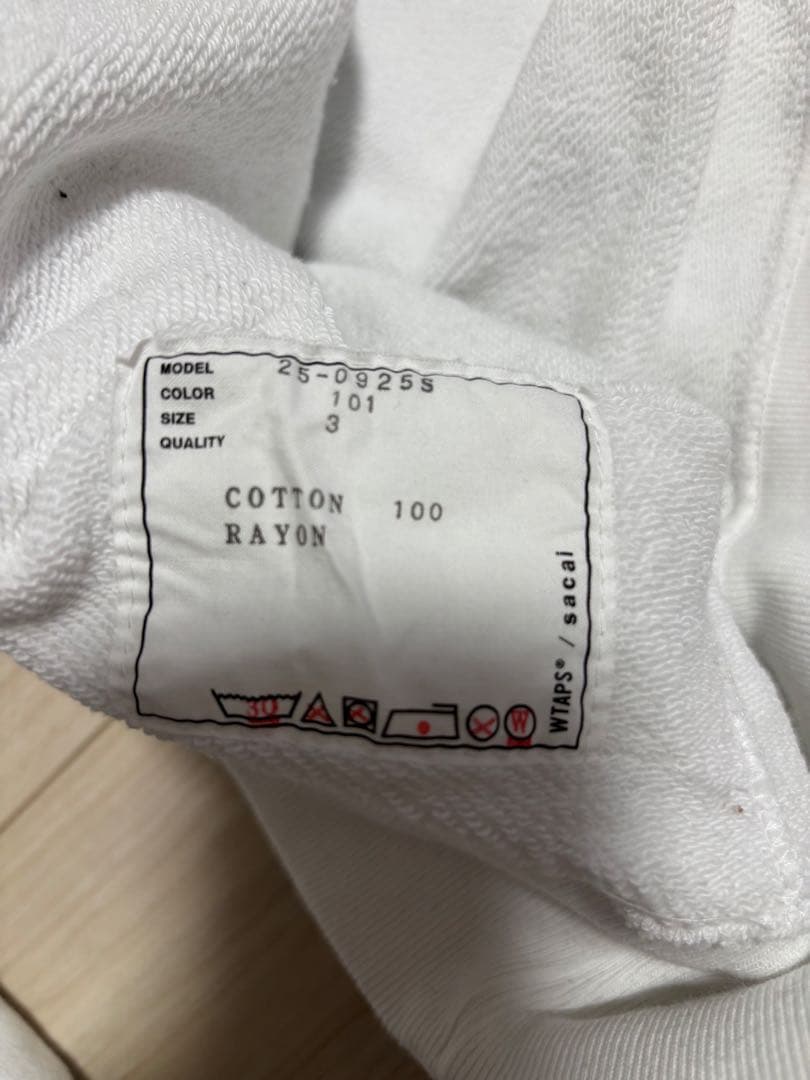 MODEL 25-0925S
COLOR 101
SIZE 3
QUALITY
COTTON 100
RAYON
WTAPS® / sacai
30
W